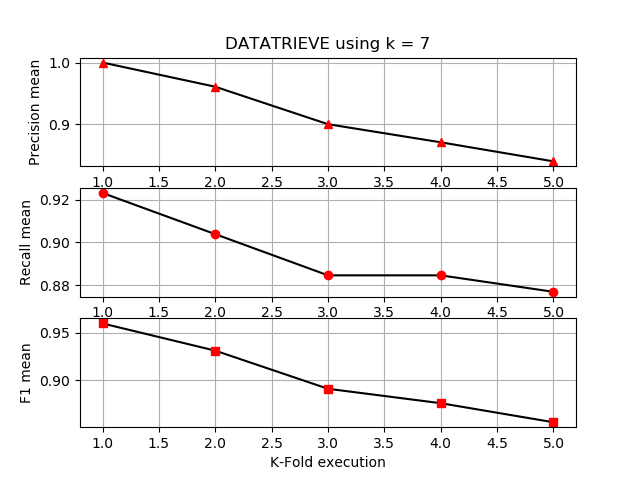 DATATRIEVE using k = 7
Precision mean
1.0
0.9
1.0 1.5 2.0 2.5 3.0 3.5 4.0 4.5 5.0
Recall mean
0.92
0.90
0.88
1.0 1.5 2.0 2.5 3.0 3.5 4.0 4.5 5.0
F1 mean
0.95
0.90
1.0 1.5 2.0 2.5 3.0 3.5 4.0 4.5 5.0
K-Fold execution